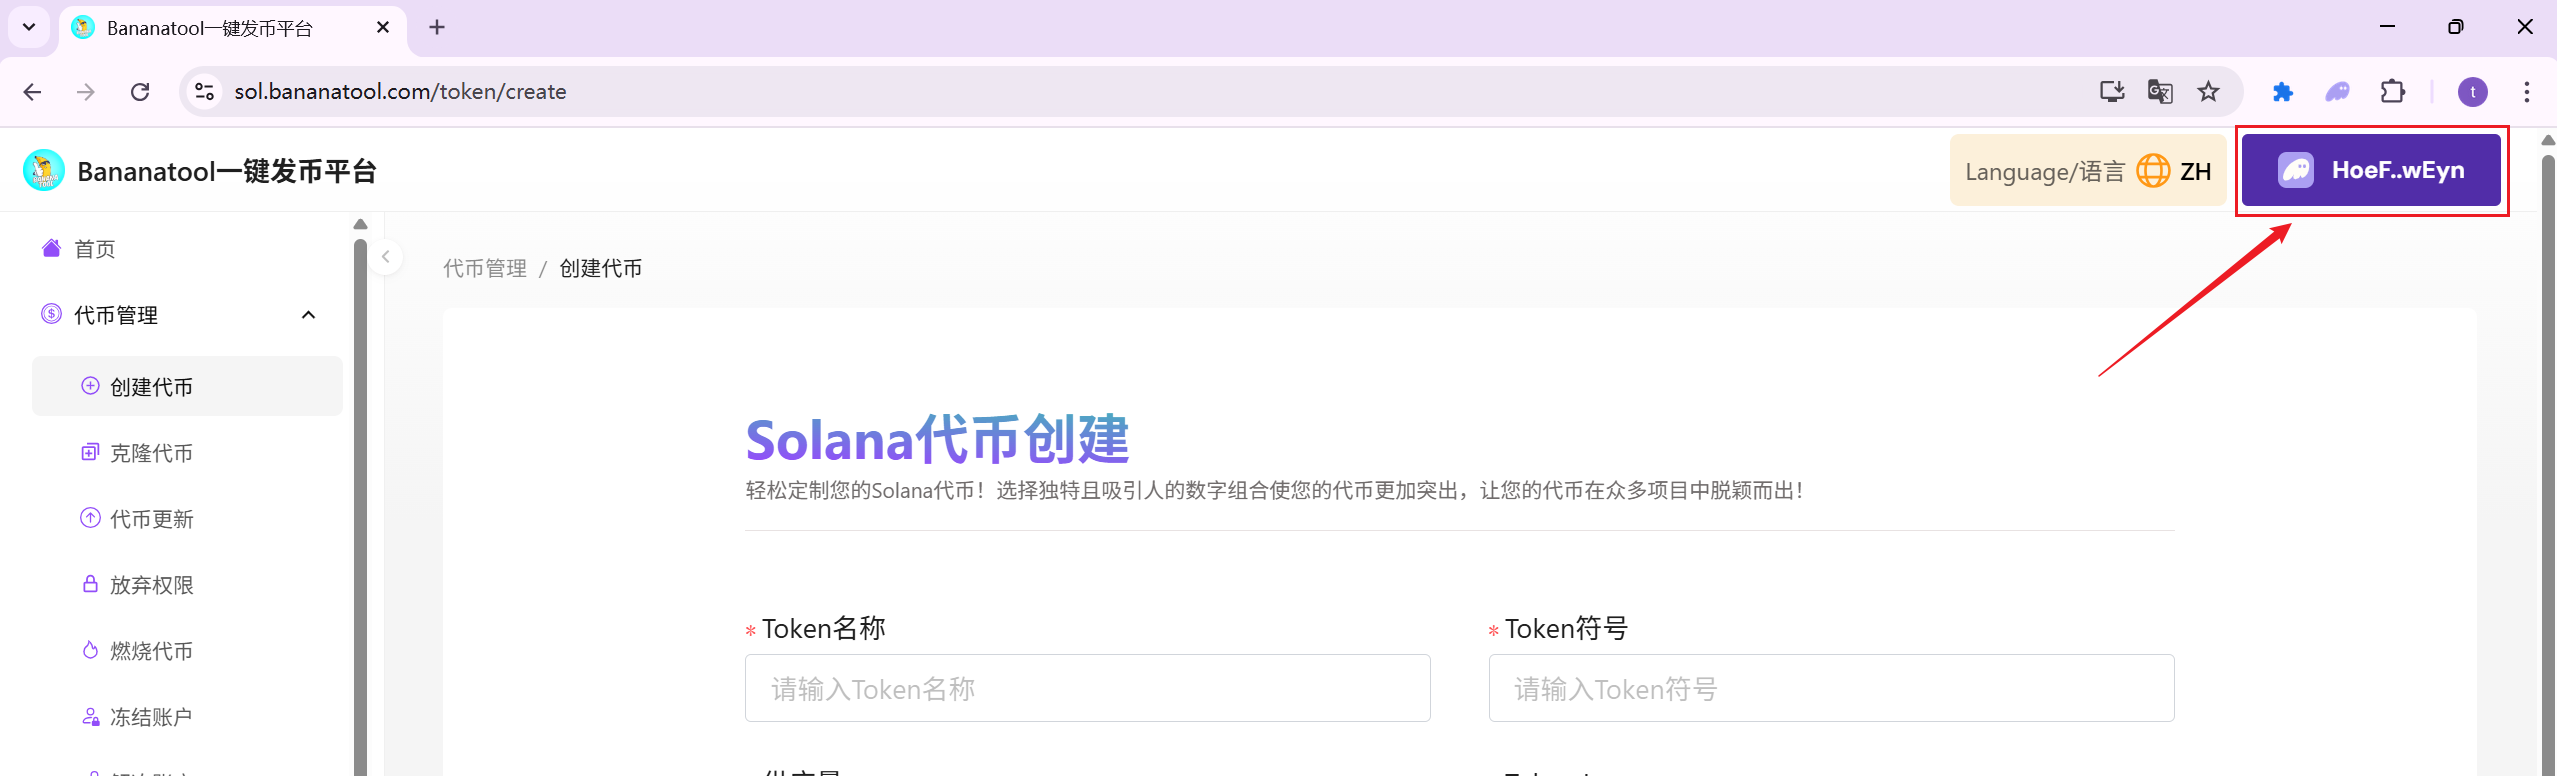 Bananatool一键发币平台
sol.bananatool.com/token/create
t
Bananatool一键发币平台
Language/语言 ZH
HoeF..wEyn
首页
代币管理
创建代币
克隆代币
代币更新
放弃权限
燃烧代币
冻结账户
代币管理 / 创建代币
Solana代币创建
轻松定制您的Solana代币！选择独特且吸引人的数字组合使您的代币更加突出，让您的代币在众多项目中脱颖而出！
* Token名称
请输入Token名称
* Token符号
请输入Token符号